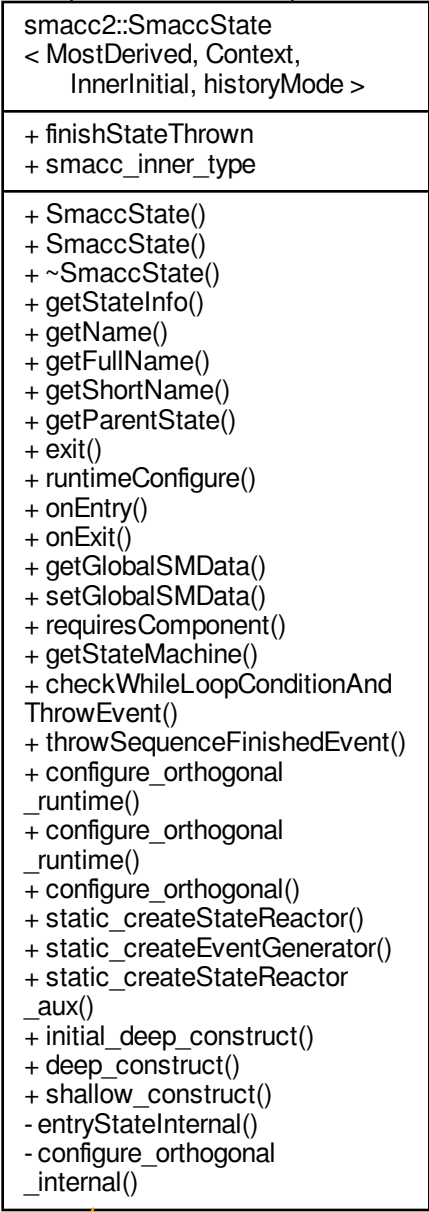 smacc2::SmaccState
< MostDerived, Context,
InnerInitial, historyMode >
+ finishStateThrown
+ smacc_inner_type
+ SmaccState()
+ SmaccState()
+ ~SmaccState()
+ getStateInfo()
+ getName()
+ getFullName()
+ getShortName()
+ getParentState()
+ exit()
+ runtimeConfigure()
+ onEntry()
+ onExit()
+ getGlobalSMData()
+ setGlobalSMData()
+ requiresComponent()
+ getStateMachine()
+ checkWhileLoopConditionAnd
ThrowEvent()
+ throwSequenceFinishedEvent()
+ configure_orthogonal
_runtime()
+ configure_orthogonal
_runtime()
+ configure_orthogonal()
+ static_createStateReactor()
+ static_createEventGenerator()
+ static_createStateReactor
_aux()
+ initial_deep_construct()
+ deep_construct()
+ shallow_construct()
- entryStateInternal()
- configure_orthogonal
_internal()